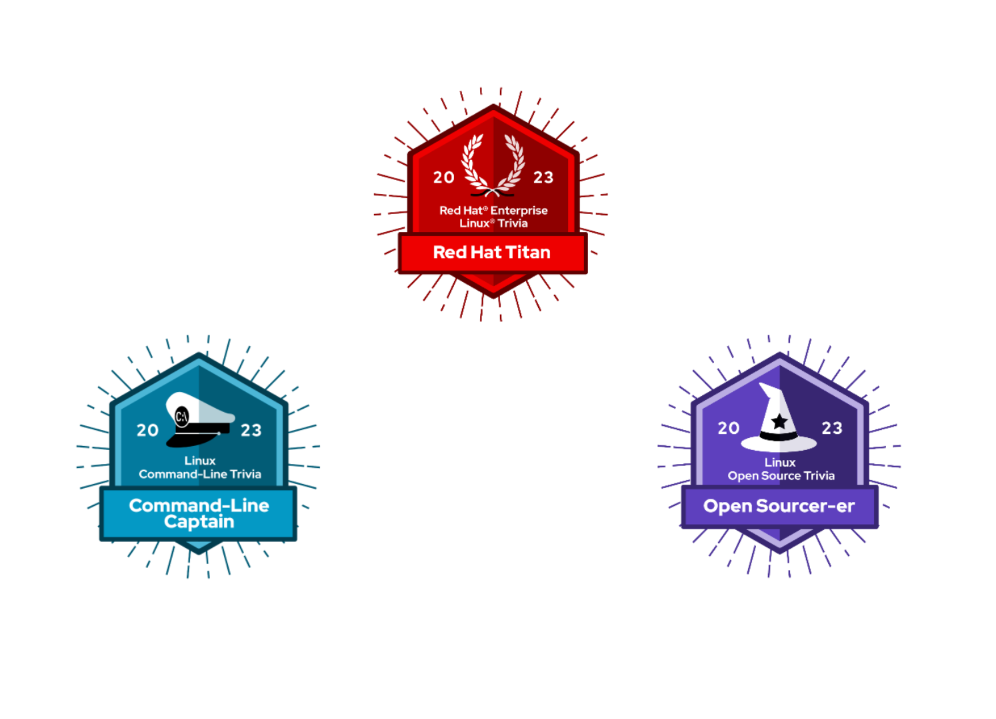 20 23
Red Hat® Enterprise
Linux® Trivia
Red Hat Titan
C:\
20 23
Linux
Command-Line Trivia
Command-Line
Captain
20 23
Linux
Open Source Trivia
Open Sourcer-er